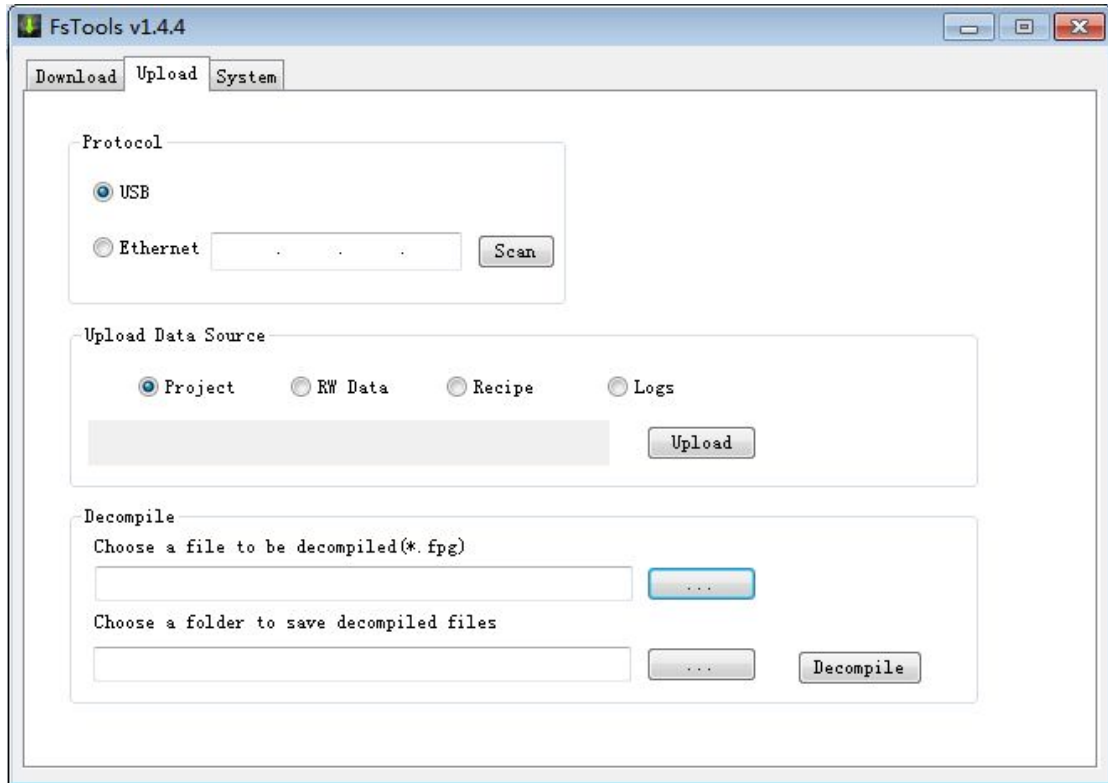 FsTools v1.4.4
Download Upload System
Protocol
USB
Ethernet . . . Scan
Upload Data Source
Project RW Data Recipe Logs
Upload
Decompile
Choose a file to be decompiled(*.fpg)
...
Choose a folder to save decompiled files
... Decompile